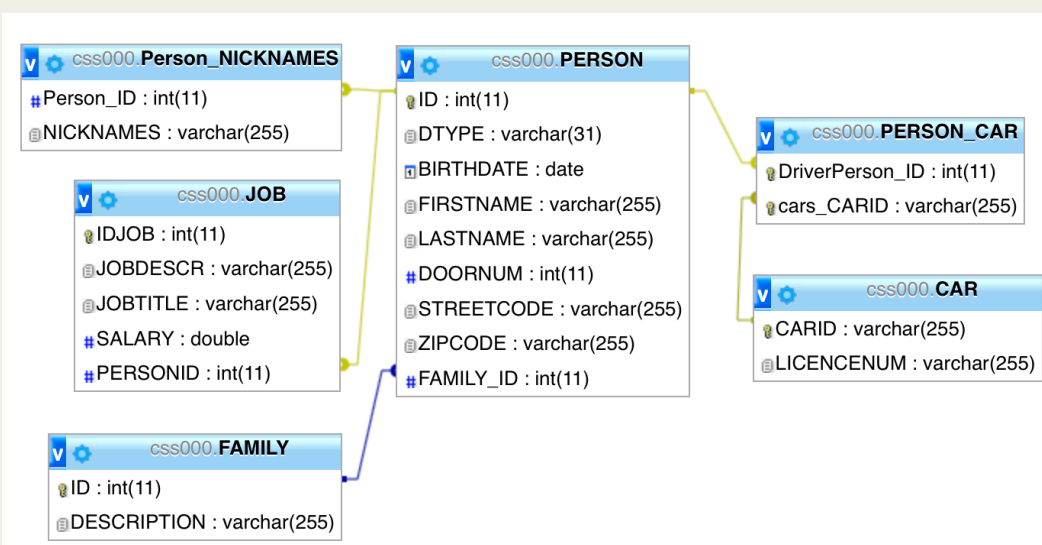 css000.Person_NICKNAMES
Person_ID : int(11)
NICKNAMES : varchar(255)
css000.JOB
IDJOB : int(11)
JOBDESCR : varchar(255)
JOBTITLE : varchar(255)
SALARY : double
PERSONID : int(11)
css000.FAMILY
ID : int(11)
DESCRIPTION : varchar(255)
css000.PERSON
ID : int(11)
DTYPE : varchar(31)
BIRTHDATE : date
FIRSTNAME : varchar(255)
LASTNAME : varchar(255)
DOORNUM : int(11)
STREETCODE : varchar(255)
ZIPCODE : varchar(255)
FAMILY_ID : int(11)
css000.PERSON_CAR
DriverPerson_ID : int(11)
cars_CARID : varchar(255)
css000.CAR
CARID : varchar(255)
LICENCENUM : varchar(255)